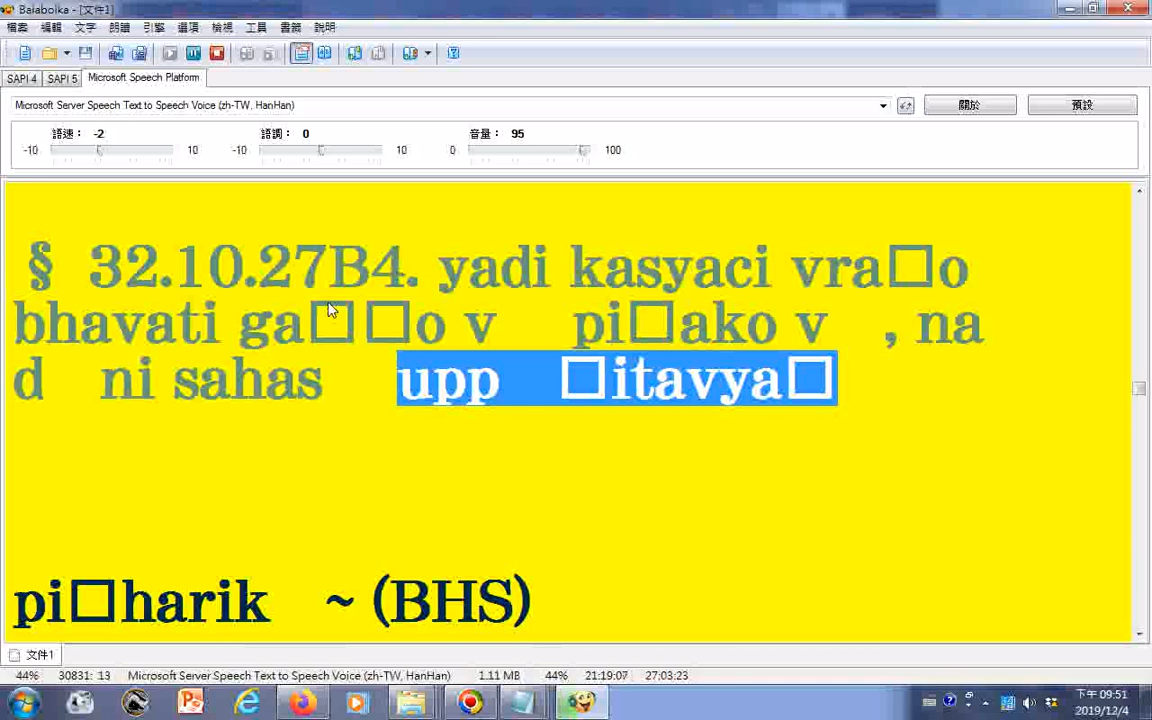 Balabolka - [文件1]
檔案 編輯 文字 朗讀 引擎 選項 檢視 工具 書籤 說明
SAPI 4 SAPI 5 Microsoft Speech Platform
Microsoft Server Speech Text to Speech Voice (zh-TW, HanHan) 關於 預設
語速： -2 語調： 0 音量： 95
-10 10 -10 10 0 100
§ 32.10.27B4. yadi kasyaci vra□o
bhavati ga□□o v pi□ako v , na
d ni sahas upp □itavya□
pi□harik ~ (BHS)
文件1
44% 30831: 13 Microsoft Server Speech Text to Speech Voice (zh-TW, HanHan) 1.11 MB 44% 21:19:07 27:03:23
下午 09:51
2019/12/4